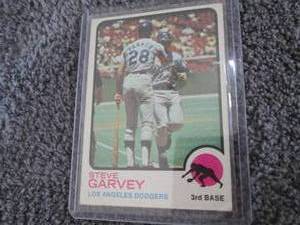 28
STEVE
GARVEY
LOS ANGELES DODGERS
3rd BASE